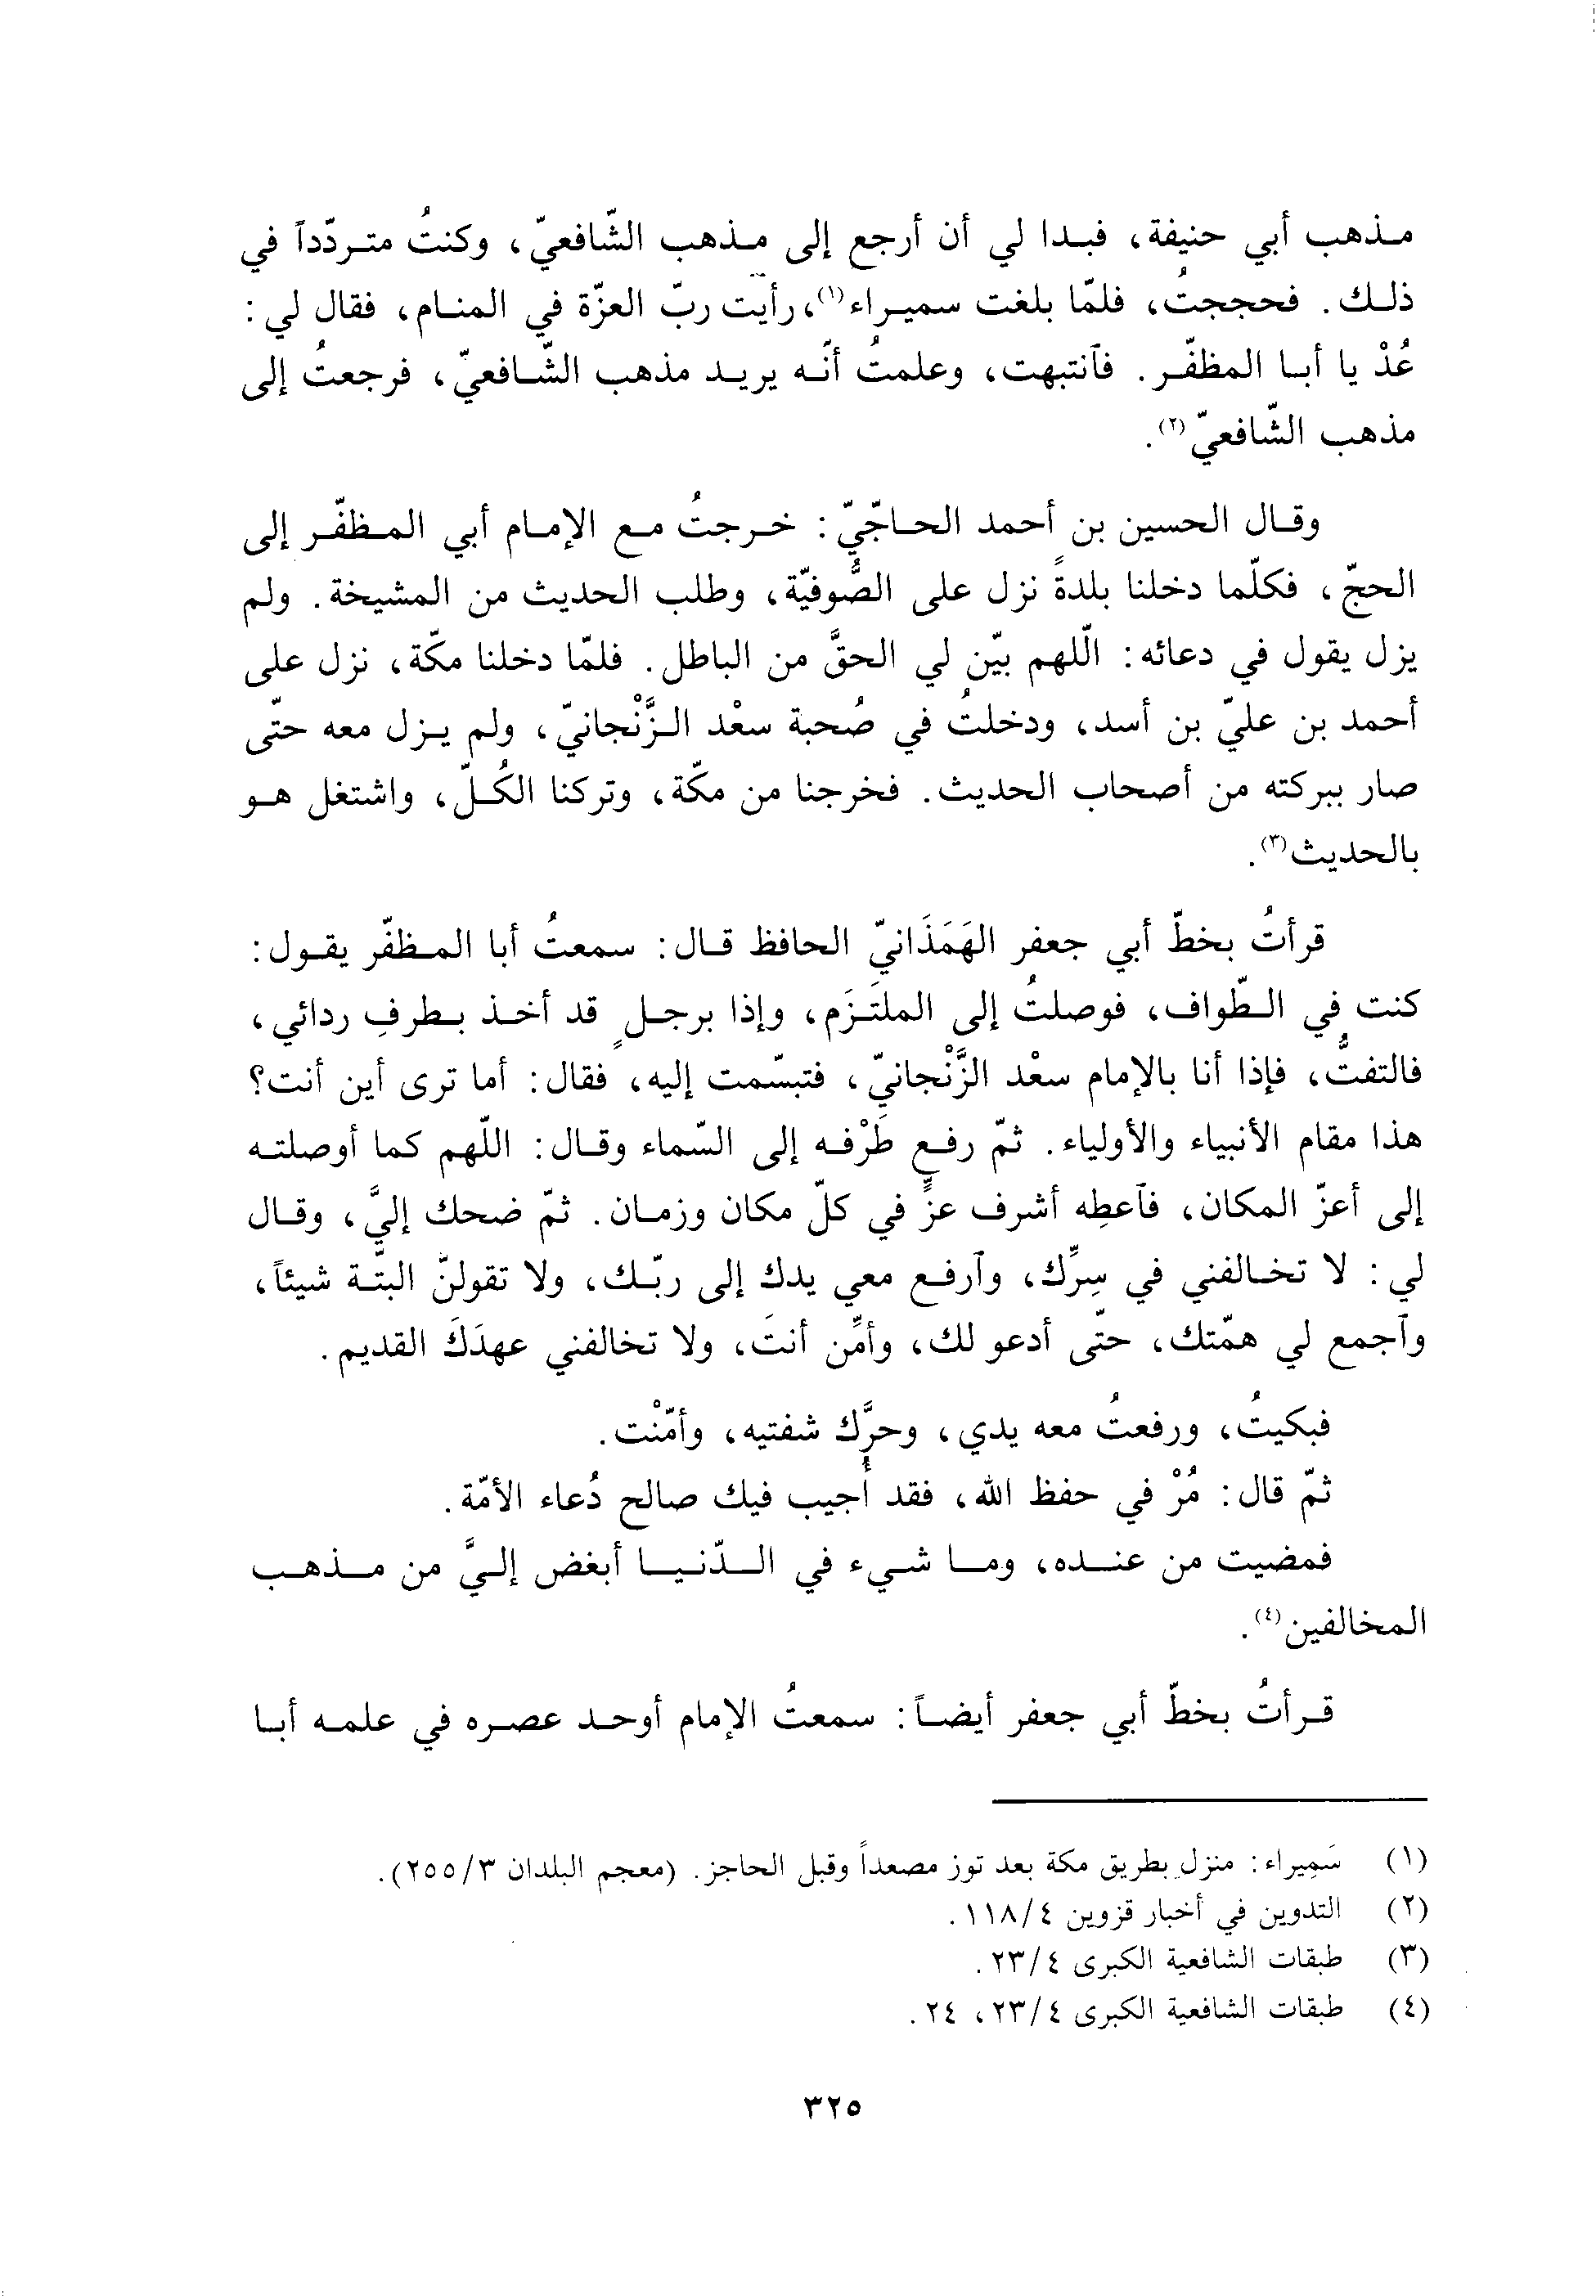 مذهب أبي حنيفة، فبدا لي أن أرجع إلى مذهب الشّافعيّ، وكنتُ متردّداً في
ذلك. فحججتُ، فلمّا بلغت سميراء(١)، رأيت ربّ العزّة في المنام، فقال لي:
عُدْ يا أبا المظفّر. فٱنتبهت، وعلمتُ أنّه يريد مذهب الشّافعيّ، فرجعتُ إلى
مذهب الشّافعيّ(٢).
وقال الحسين بن أحمد الحاجّيّ: خرجتُ مع الإمام أبي المظفّر إلى
الحجّ، فكلّما دخلنا بلدةً نزل على الصُّوفيّة، وطلب الحديث من المشيخة. ولم
يزل يقول في دعائه: اللّهم بيّن لي الحقَّ من الباطل. فلمّا دخلنا مكّة، نزل على
أحمد بن عليّ بن أسد، ودخلتُ في صُحبة سعْد الزَّنْجانيّ، ولم يزل معه حتّى
صار ببركته من أصحاب الحديث. فخرجنا من مكّة، وتركنا الكُلّ، واشتغل هو
بالحديث(٣).
قرأتُ بخطّ أبي جعفر الهَمَذَانيّ الحافظ قال: سمعتُ أبا المظفّر يقول:
كنت في الطّواف، فوصلتُ إلى الملتَزَم، وإذا برجلٍ قد أخذ بطرفِ ردائي،
فالتفتُّ، فإذا أنا بالإمام سعْد الزَّنْجانيّ، فتبسّمت إليه، فقال: أما ترى أين أنت؟
هذا مقام الأنبياء والأولياء. ثمّ رفع طَرْفه إلى السّماء وقال: اللّهم كما أوصلته
إلى أعزّ المكان، فٱعطِه أشرف عزٍّ في كلّ مكان وزمان. ثمّ ضحك إليَّ، وقال
لي: لا تخالفني في سِرِّك، وٱرفع معي يدك إلى ربّك، ولا تقولنّ البتّة شيئاً،
وٱجمع لي همّتك، حتّى أدعو لك، وأمِّن أنتَ، ولا تخالفني عهدَكَ القديم.
فبكيتُ، ورفعتُ معه يدي، وحرَّك شفتيه، وأمّنْت.
ثمّ قال: مُرْ في حفظ الله، فقد أُجيب فيك صالح دُعاء الأمّة.
فمضيت من عنده، وما شيء في الدّنيا أبغض إليَّ من مذهب
المخالفين(٤).
قرأتُ بخطّ أبي جعفر أيضاً: سمعتُ الإمام أوحد عصره في علمه أبا
(١) سَمِيراء: منزل بطريق مكة بعد توز مصعداً وقبل الحاجز. (معجم البلدان ٢٥٥/٣).
(٢) التدوين في أخبار قزوين ١١٨/٤.
(٣) طبقات الشافعية الكبرى ٢٣/٤.
(٤) طبقات الشافعية الكبرى ٢٣/٤، ٢٤.
٣٢٥